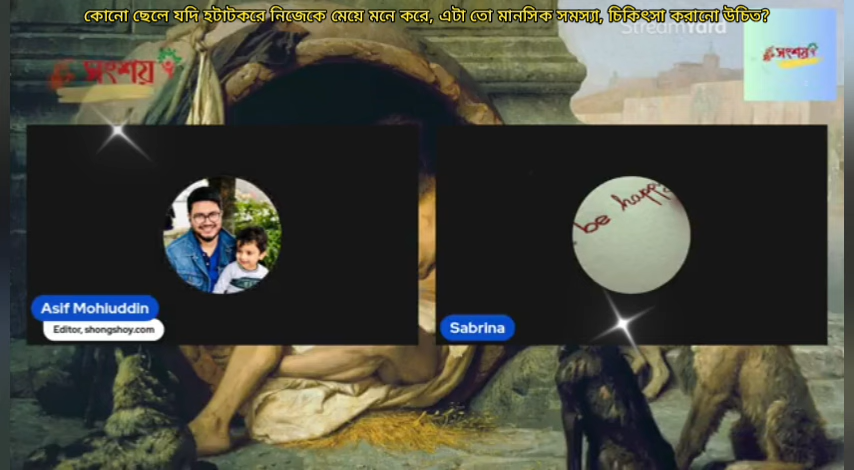 কোনো ছেলে যদি হটাটকরে নিজেকে মেয়ে মনে করে, এটা তো মানসিক সমস্যা, চিকিৎসা করানো উচিত?
StreamYard
সংশয়
সংশয়
be happy
Asif Mohiuddin
Editor, shongshoy.com
Sabrina